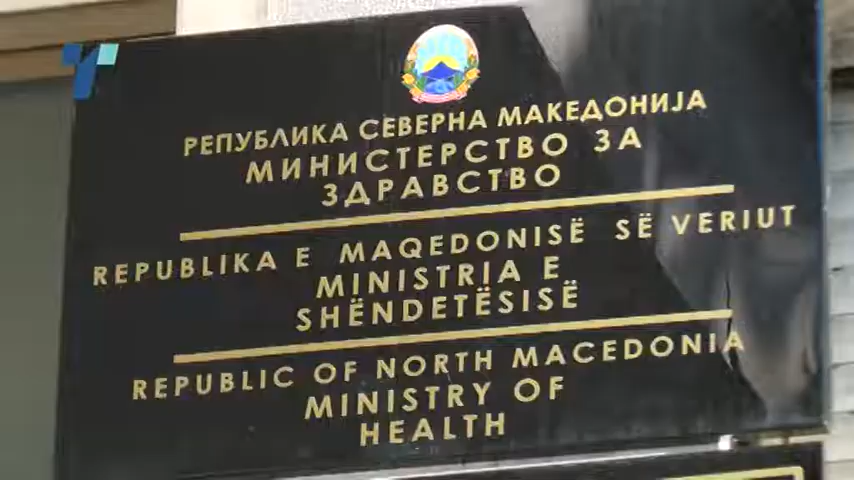 РЕПУБЛИКА СЕВЕРНА МАКЕДОНИЈА
МИНИСТЕРСТВО ЗА
ЗДРАВСТВО
REPUBLIKA E MAQEDONISË SË VERIUT
MINISTRIA E
SHËNDETËSISË
REPUBLIC OF NORTH MACEDONIA
MINISTRY OF
HEALTH